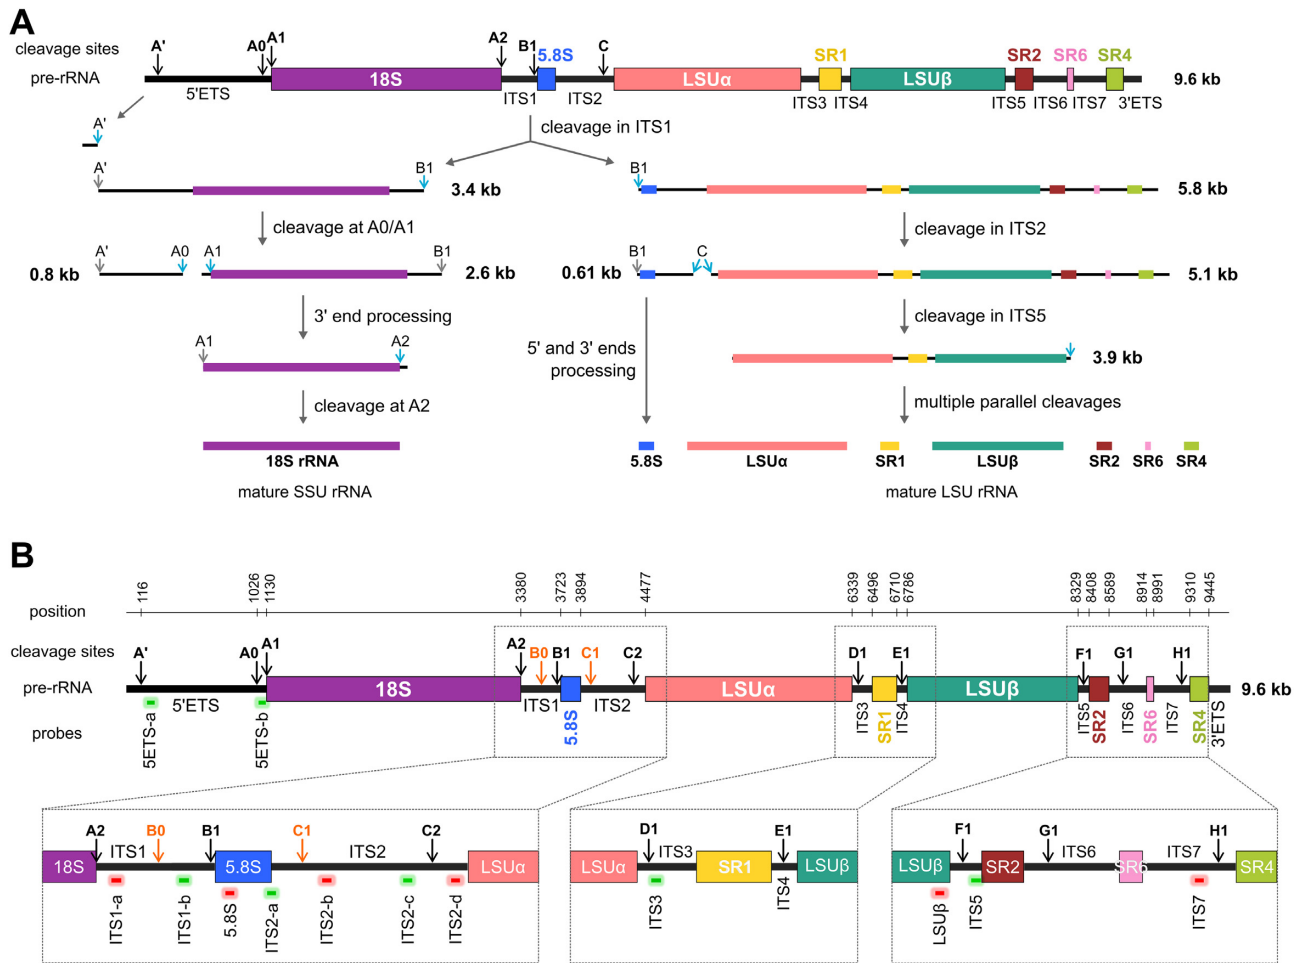 A
cleavage sites
A'
A0
A1
A2
B1
5.8S
C
SR1
SR2
SR6
SR4
pre-rRNA
18S
LSUα
LSUβ
9.6 kb
5'ETS
ITS1
ITS2
ITS3
ITS4
ITS5
ITS6
ITS7
3'ETS
A'
cleavage in ITS1
A'
B1
3.4 kb
B1
5.8 kb
cleavage at A0/A1
cleavage in ITS2
0.8 kb
A'
A0
A1
B1
2.6 kb
0.61 kb
B1
C
5.1 kb
3' end processing
cleavage in ITS5
A1
A2
5' and 3' ends
processing
3.9 kb
cleavage at A2
multiple parallel cleavages
18S rRNA
5.8S
LSUα
SR1
LSUβ
SR2
SR6
SR4
mature SSU rRNA
mature LSU rRNA
B
position
116
1026
1130
3380
3723
3894
4477
6339
6496
6710
6786
8329
8408
8589
8914
8991
9310
9445
cleavage sites
A'
A0
A1
A2
B0
B1
C1
C2
D1
E1
F1
G1
H1
pre-rRNA
18S
LSUα
LSUβ
9.6 kb
5'ETS
ITS1
5.8S
ITS2
ITS3
SR1
ITS4
ITS5
SR2
ITS6
SR6
ITS7
SR4
3'ETS
probes
5ETS-a
5ETS-b
A2
ITS1
B0
B1
C1
ITS2
C2
18S
5.8S
LSUα
ITS1-a
ITS1-b
5.8S
ITS2-a
ITS2-b
ITS2-c
ITS2-d
D1
ITS3
E1
LSUα
SR1
LSUβ
ITS3
ITS4
F1
G1
ITS6
ITS7
H1
LSUβ
SR2
SR6
SR4
LSUβ
ITS5
ITS7